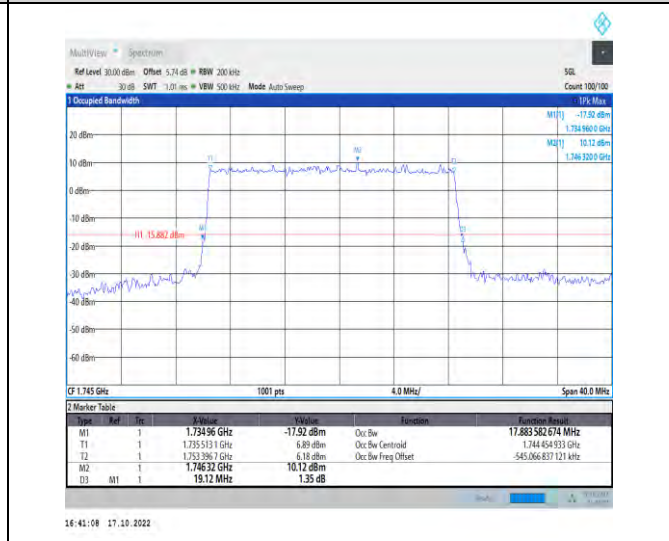 MultiView Spectrum
Ref Level 30.00 dBm Offset 5.74 dB RBW 200 kHz SGL
Att 30 dB SWT 1.01 ms VBW 500 kHz Mode Auto Sweep Count 100/100
1 Occupied Bandwidth 1Pk Max
M1[1] -17.92 dBm
1.734 960 0 GHz
M2[1] 10.12 dBm
1.746 320 0 GHz
20 dBm
10 dBm
0 dBm
-10 dBm
-20 dBm
-30 dBm
-40 dBm
-50 dBm
-60 dBm
T1
M2
T2
M1
H1 -15.882 dBm
D3
CF 1.745 GHz 1001 pts 4.0 MHz/ Span 40.0 MHz
2 Marker Table
Type Ref Trc X-Value Y-Value Function Function Result
M1 1 1.734 96 GHz -17.92 dBm Occ Bw 17.883 582 674 MHz
T1 1 1.735 513 1 GHz 6.89 dBm Occ Bw Centroid 1.744 454 933 GHz
T2 1 1.753 396 7 GHz 6.18 dBm Occ Bw Freq Offset -545.066 837 121 kHz
M2 1 1.746 32 GHz 10.12 dBm
D3 M1 1 19.12 MHz 1.35 dB
16:41:08 17.10.2022